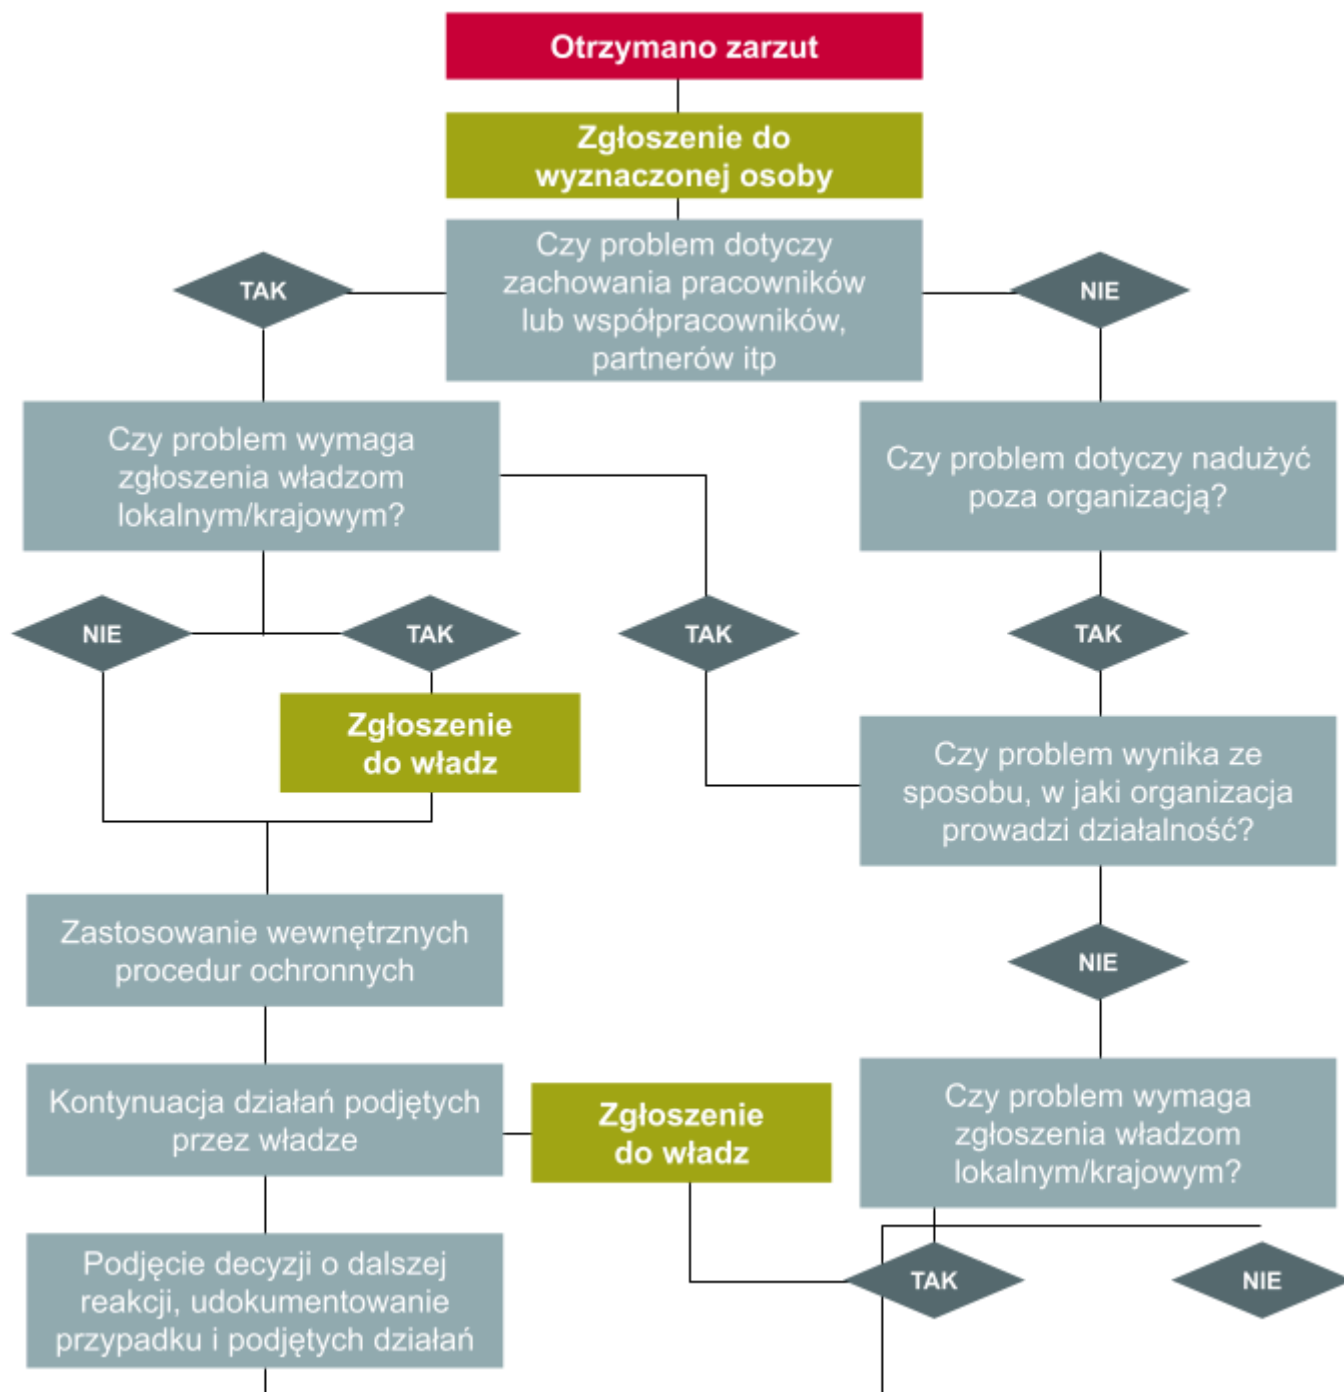 Otrzymano zarzut
Zgłoszenie do
wyznaczonej osoby
Czy problem dotyczy
zachowania pracowników
lub współpracowników,
partnerów itp
TAK
NIE
Czy problem wymaga
zgłoszenia władzom
lokalnym/krajowym?
Czy problem dotyczy nadużyć
poza organizacją?
NIE
TAK
TAK
TAK
Zgłoszenie
do władz
Czy problem wynika ze
sposobu, w jaki organizacja
prowadzi działalność?
Zastosowanie wewnętrznych
procedur ochronnych
NIE
Kontynuacja działań podjętych
przez władze
Zgłoszenie
do władz
Czy problem wymaga
zgłoszenia władzom
lokalnym/krajowym?
Podjęcie decyzji o dalszej
reakcji, udokumentowanie
przypadku i podjętych działań
TAK
NIE